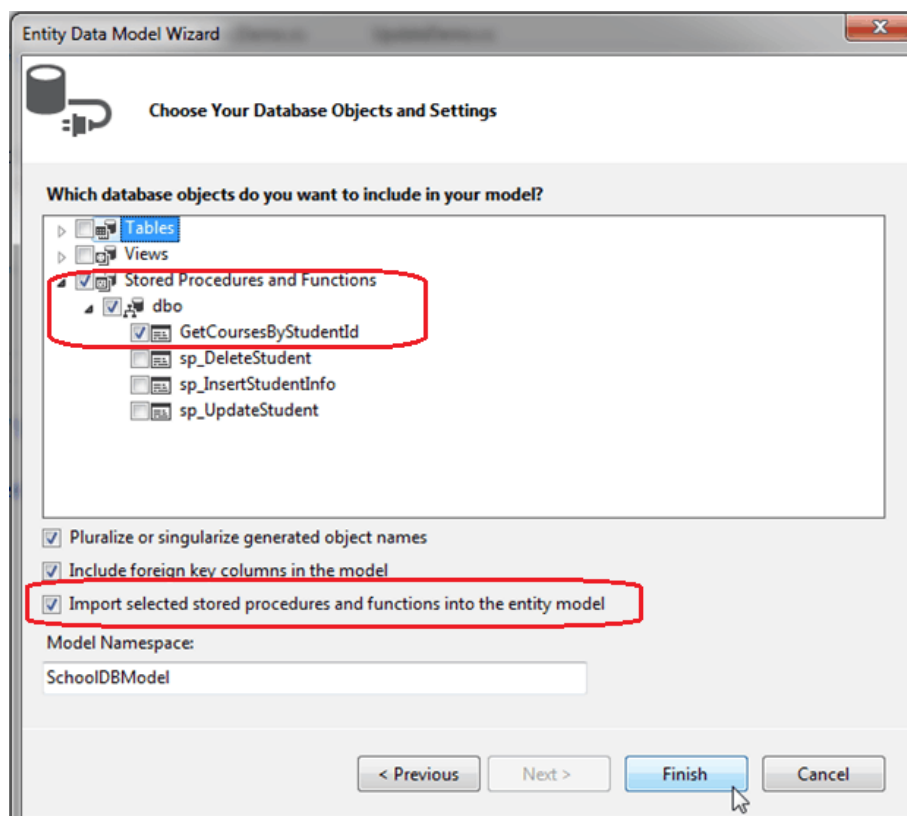 Entity Data Model Wizard
Choose Your Database Objects and Settings
Which database objects do you want to include in your model?
Tables
Views
Stored Procedures and Functions
dbo
GetCoursesByStudentId
sp_DeleteStudent
sp_InsertStudentInfo
sp_UpdateStudent
Pluralize or singularize generated object names
Include foreign key columns in the model
Import selected stored procedures and functions into the entity model
Model Namespace:
SchoolDBModel
< Previous Next > Finish Cancel